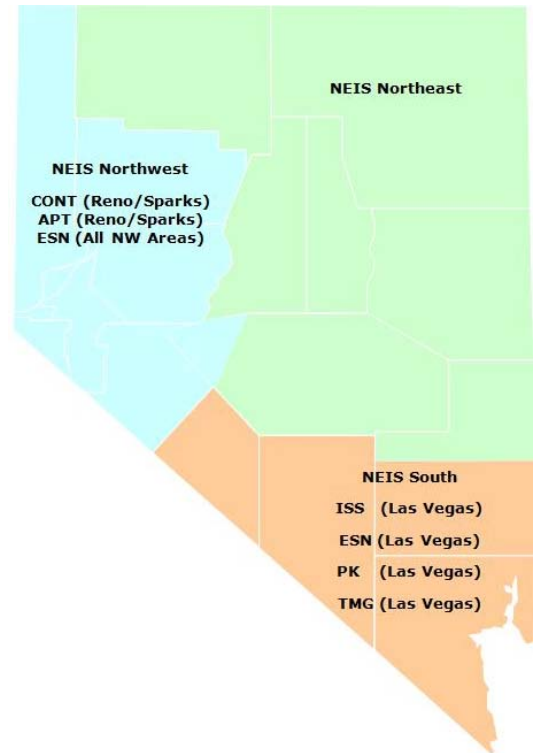 NEIS Northeast
NEIS Northwest
CONT (Reno/Sparks)
APT (Reno/Sparks)
ESN (All NW Areas)
NEIS South
ISS (Las Vegas)
ESN (Las Vegas)
PK (Las Vegas)
TMG (Las Vegas)